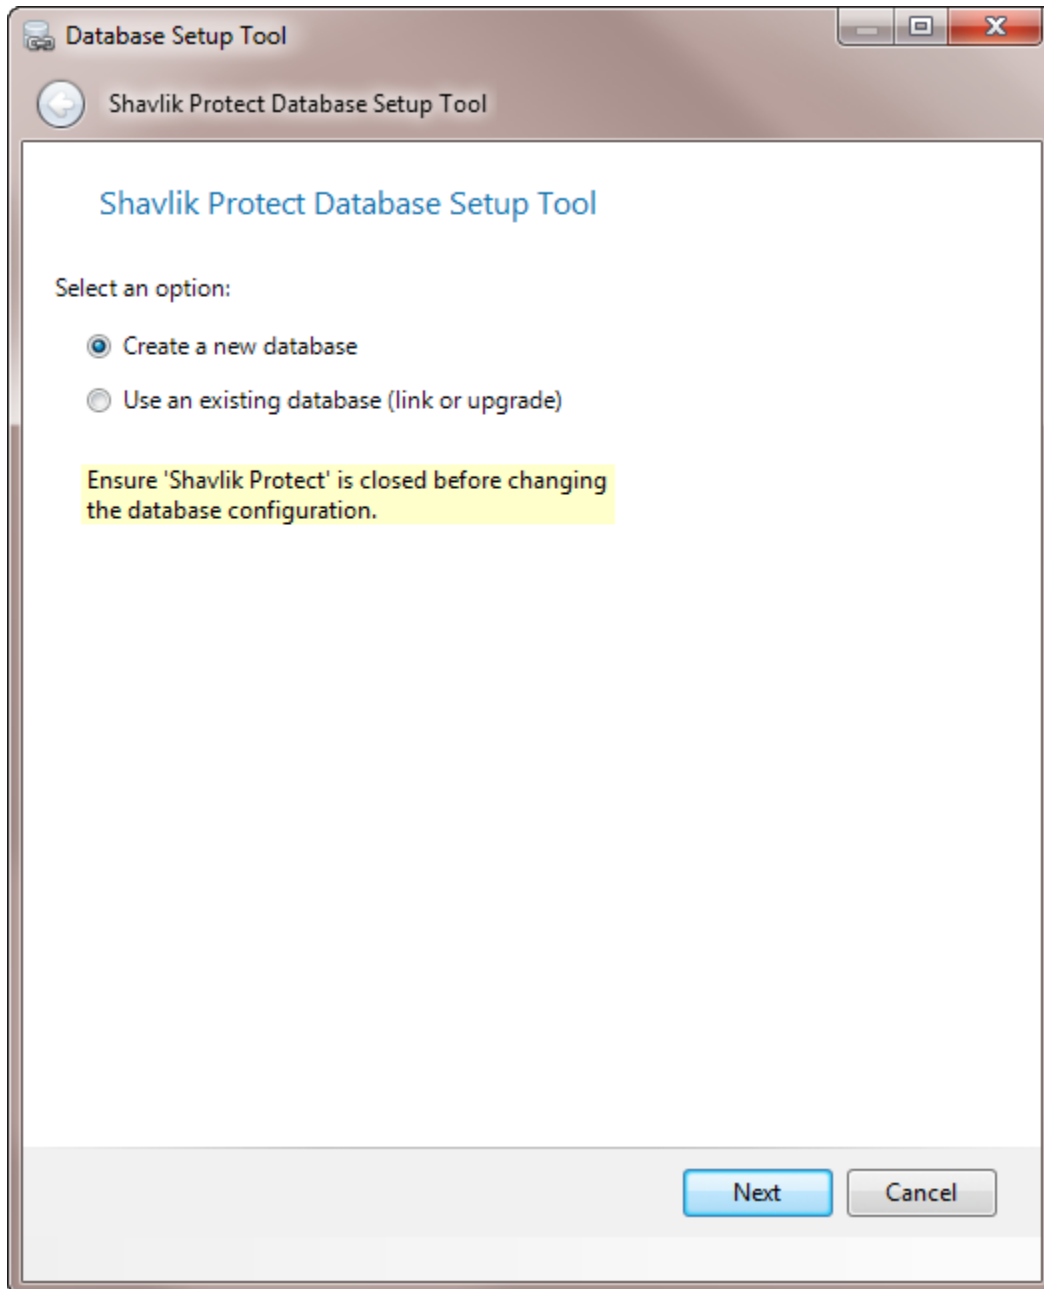 Database Setup Tool
Shavlik Protect Database Setup Tool
Shavlik Protect Database Setup Tool
Select an option:
Create a new database
Use an existing database (link or upgrade)
Ensure 'Shavlik Protect' is closed before changing
the database configuration.
Next
Cancel